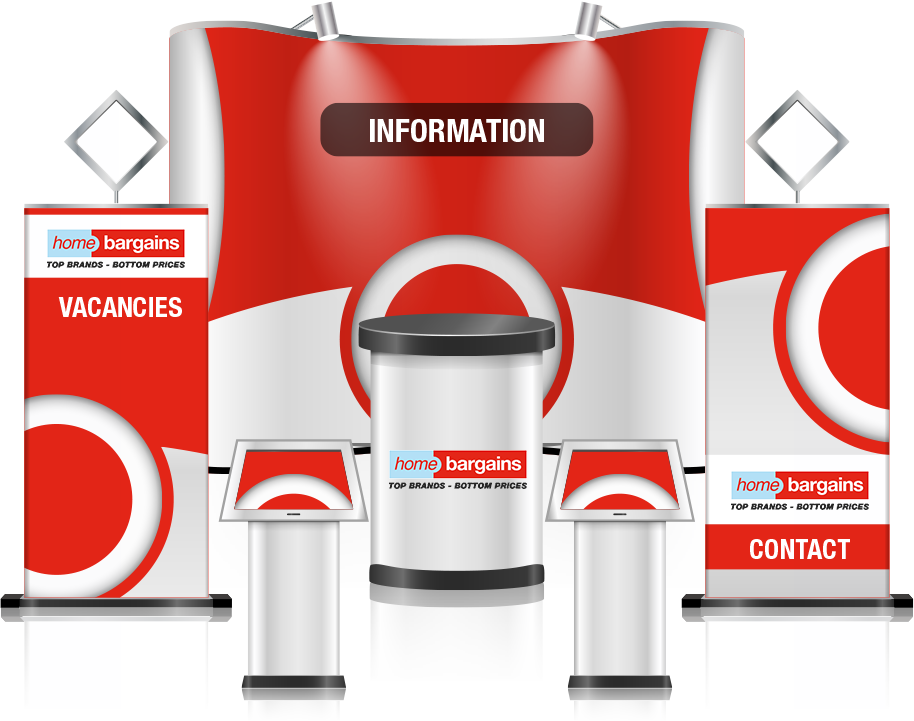 INFORMATION
home bargains
TOP BRANDS - BOTTOM PRICES
VACANCIES
home bargains
TOP BRANDS - BOTTOM PRICES
home bargains
TOP BRANDS - BOTTOM PRICES
CONTACT